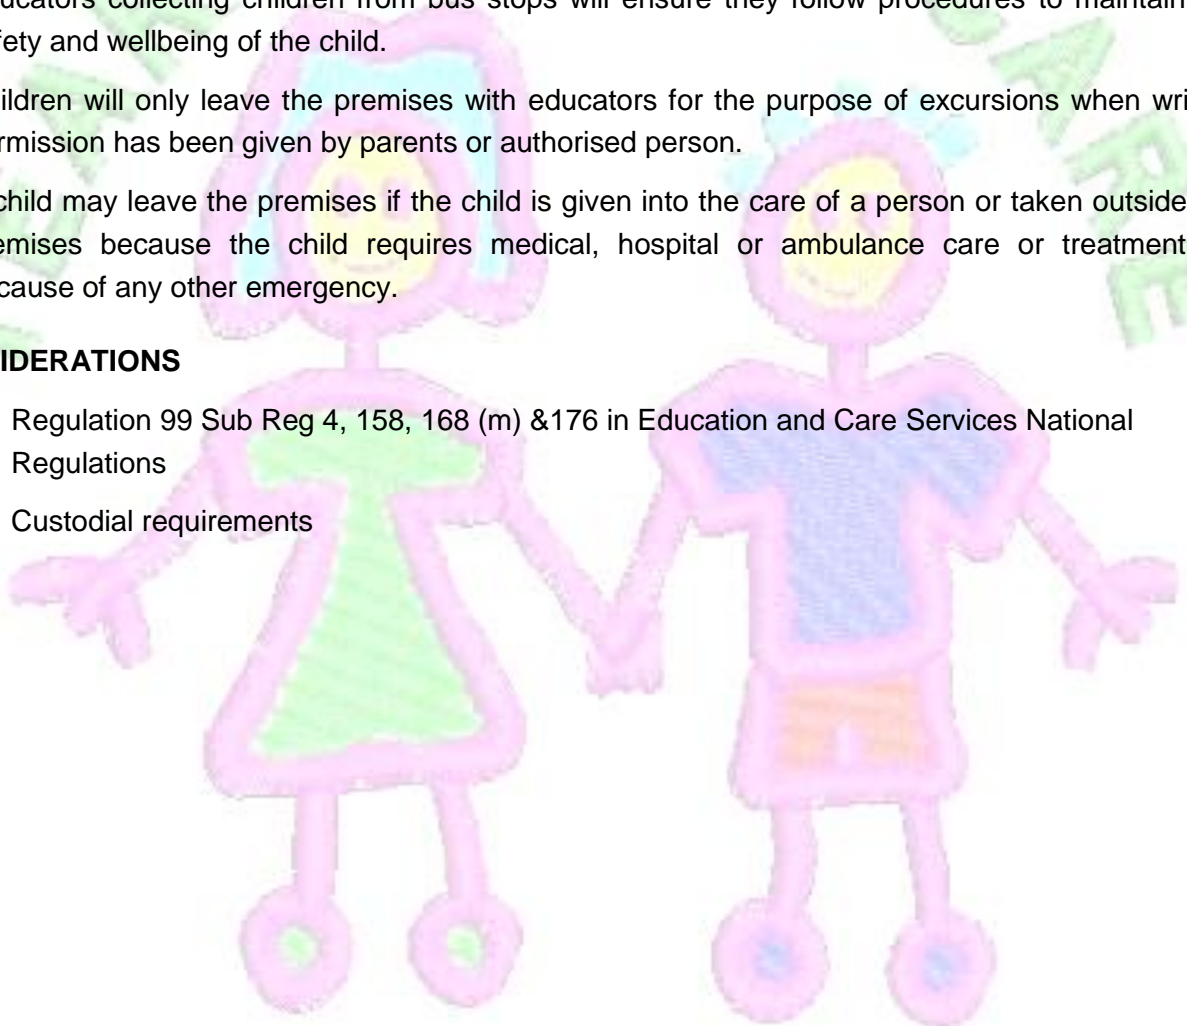 ucators collecting children from bus stops will ensure they follow procedures to maintain
fety and wellbeing of the child.
ildren will only leave the premises with educators for the purpose of excursions when wri
rmission has been given by parents or authorised person.
child may leave the premises if the child is given into the care of a person or taken outside
emises because the child requires medical, hospital or ambulance care or treatment
cause of any other emergency.
IDERATIONS
Regulation 99 Sub Reg 4, 158, 168 (m) &176 in Education and Care Services National
Regulations
Custodial requirements
CARE